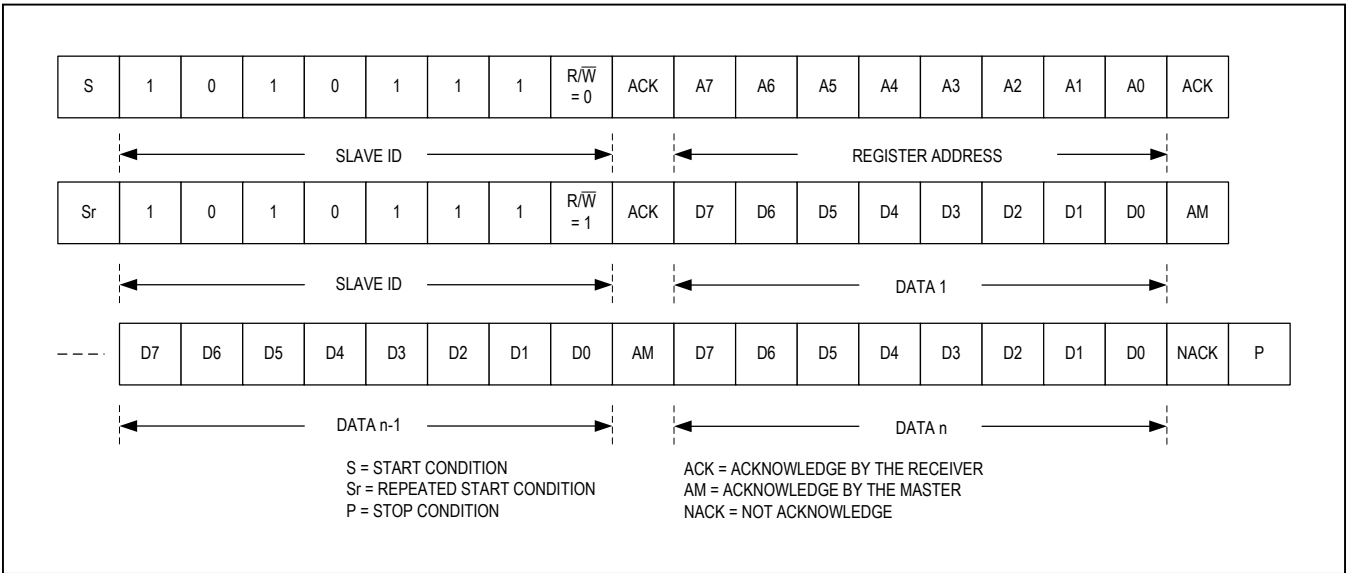 S 1 0 1 0 1 1 1 R/W̅ = 0 ACK A7 A6 A5 A4 A3 A2 A1 A0 ACK
SLAVE ID REGISTER ADDRESS
Sr 1 0 1 0 1 1 1 R/W̅ = 1 ACK D7 D6 D5 D4 D3 D2 D1 D0 AM
SLAVE ID DATA 1
D7 D6 D5 D4 D3 D2 D1 D0 AM D7 D6 D5 D4 D3 D2 D1 D0 NACK P
DATA n-1 DATA n
S = START CONDITION
Sr = REPEATED START CONDITION
P = STOP CONDITION
ACK = ACKNOWLEDGE BY THE RECEIVER
AM = ACKNOWLEDGE BY THE MASTER
NACK = NOT ACKNOWLEDGE